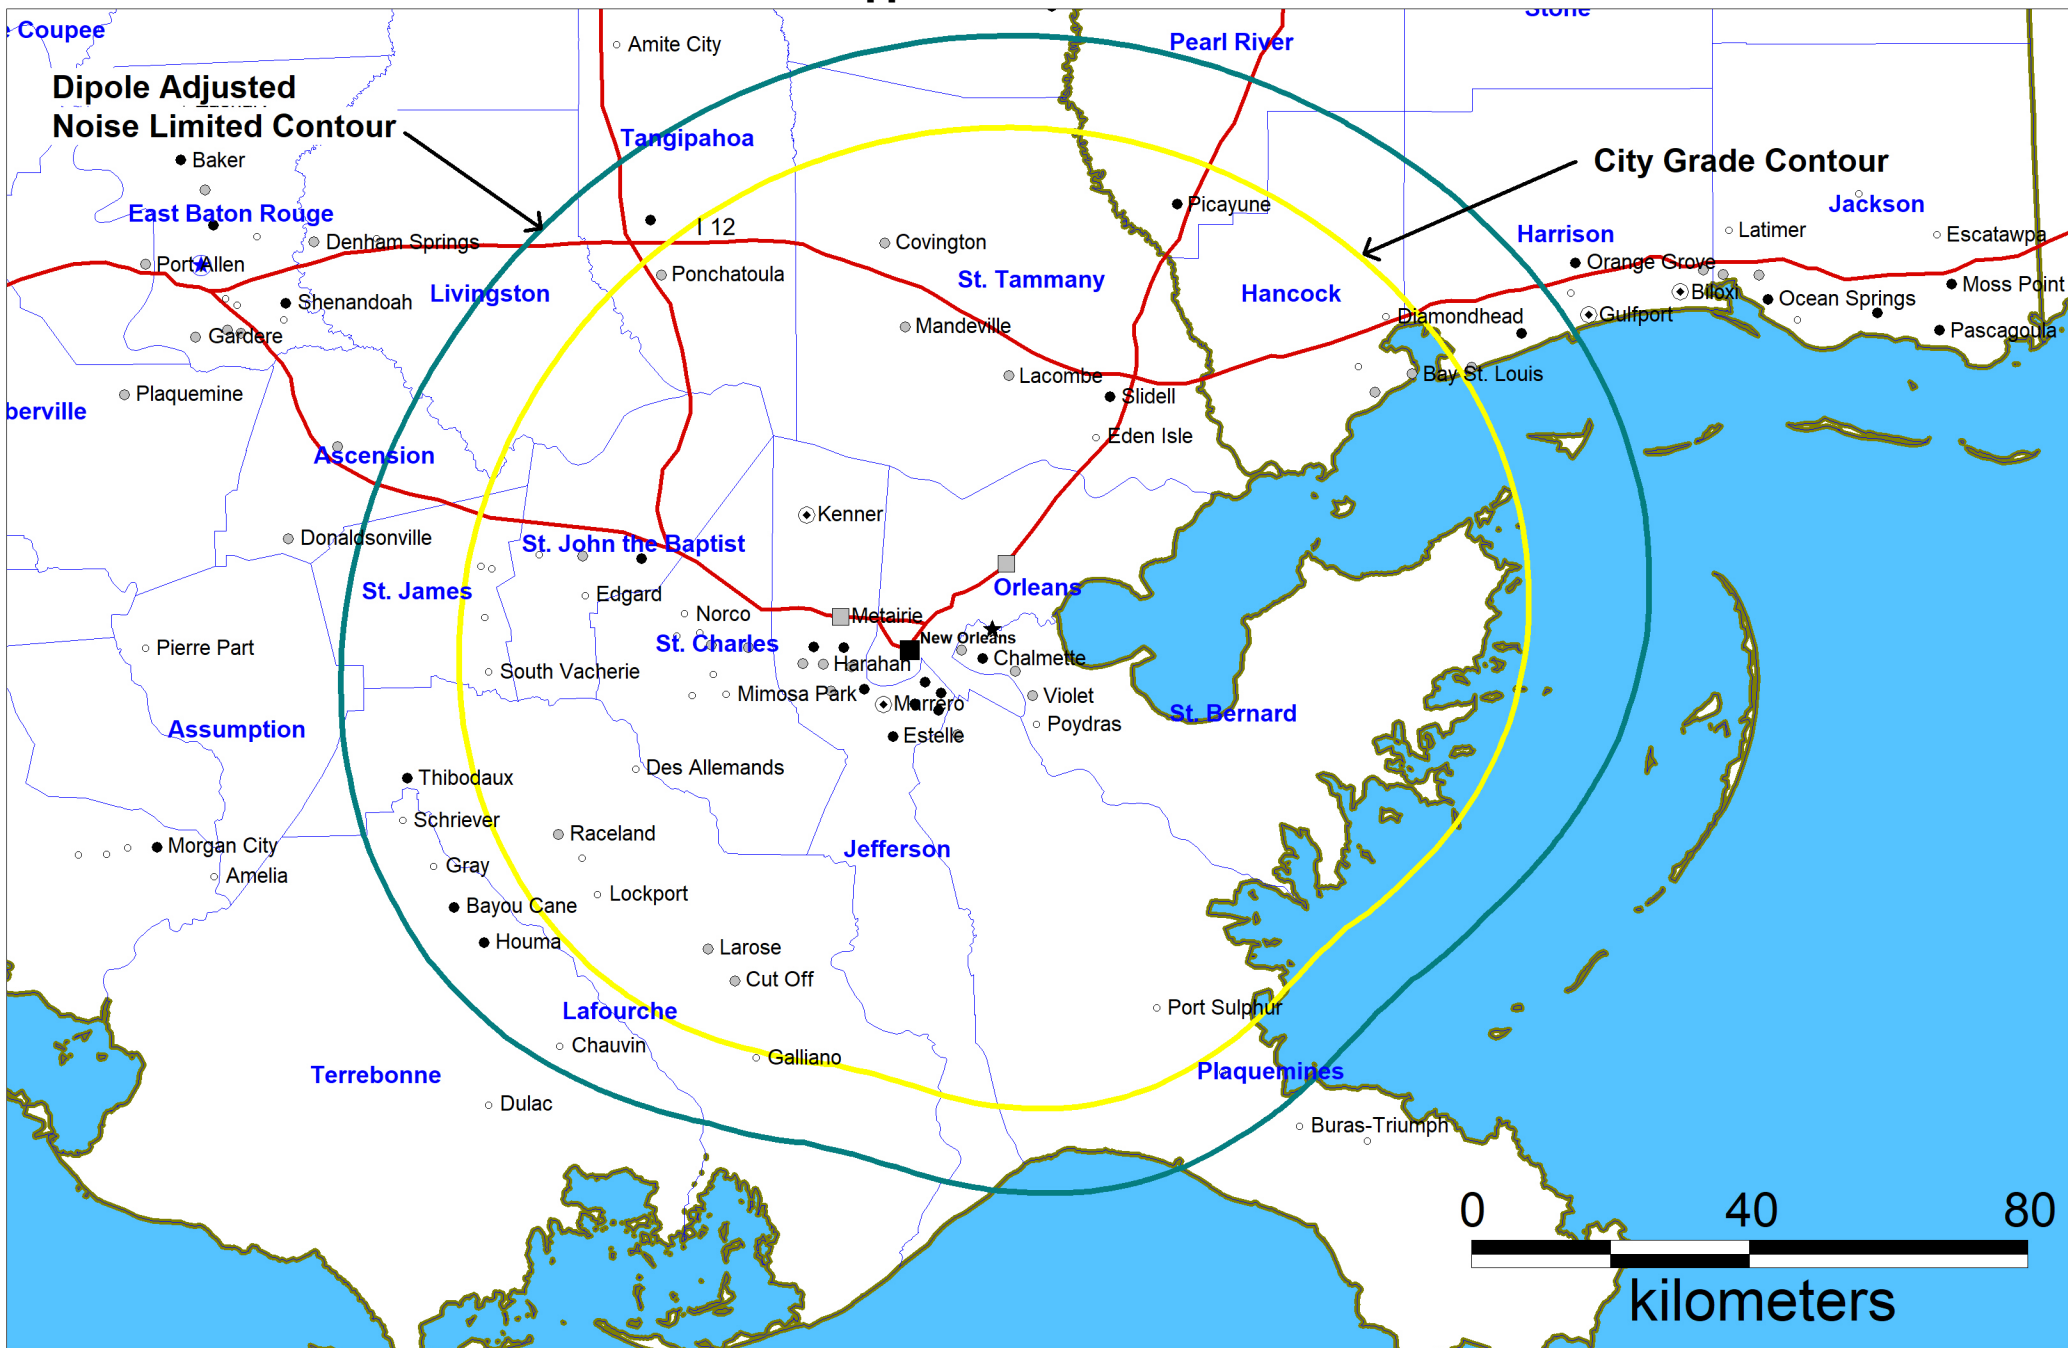 Coupee
Stone
Pearl River
Amite City
Dipole Adjusted
Noise Limited Contour
Tangipahoa
City Grade Contour
Baker
East Baton Rouge
Picayune
Jackson
I 12
Denham Springs
Covington
Harrison
Latimer
Escatawpa
Port Allen
Ponchatoula
St. Tammany
Orange Grove
Livingston
Hancock
Biloxi
Moss Point
Shenandoah
Ocean Springs
Gardere
Mandeville
Diamondhead
Gulfport
Pascagoula
Plaquemine
Lacombe
Bay St. Louis
Slidell
berville
Eden Isle
Ascension
Kenner
Donaldsonville
St. John the Baptist
St. James
Edgard
Orleans
Norco
Metairie
New Orleans
Pierre Part
St. Charles
Harahan
Chalmette
South Vacherie
Mimosa Park
Marrero
Violet
Assumption
St. Bernard
Estelle
Poydras
Thibodaux
Des Allemands
Schriever
Raceland
Morgan City
Jefferson
Amelia
Gray
Lockport
Bayou Cane
Houma
Larose
Cut Off
Lafourche
Port Sulphur
Chauvin
Galliano
Terrebonne
Plaquemines
Dulac
Buras-Triumph
0 40 80
kilometers